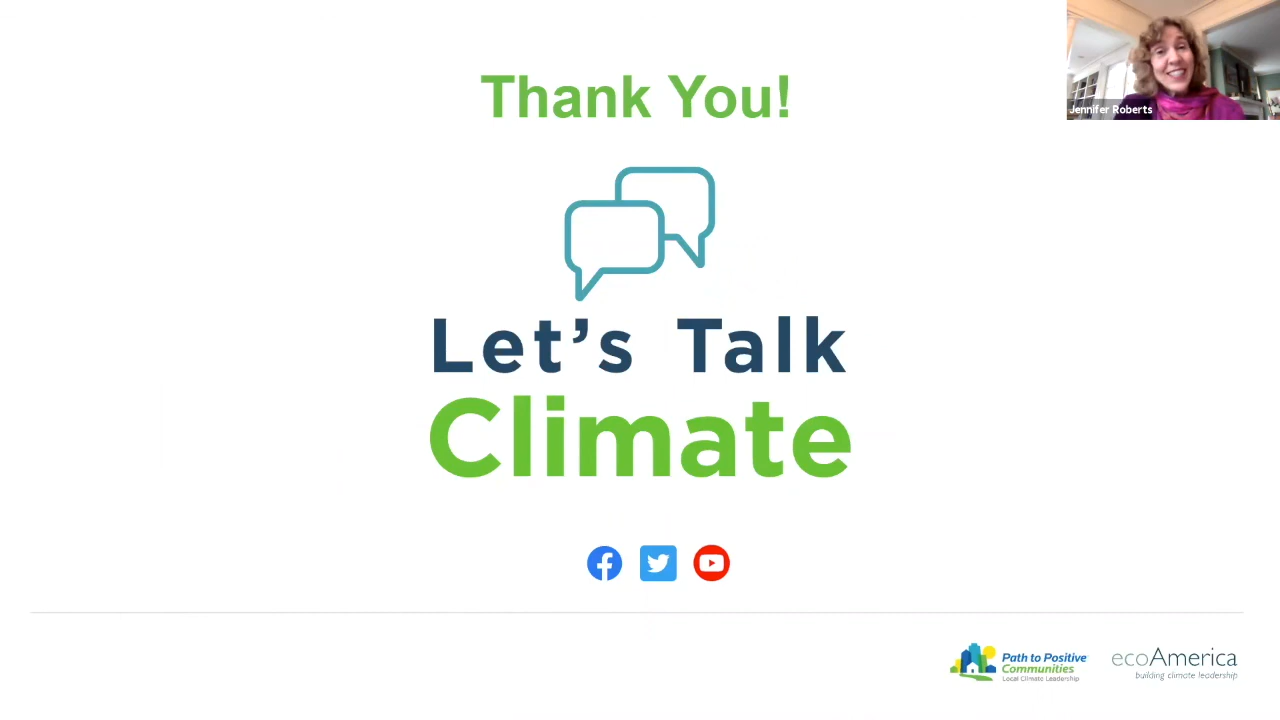 Thank You!
Jennifer Roberts
Let's Talk
Climate
Path to Positive
Communities
Local Climate Leadership
ecoAmerica
building climate leadership